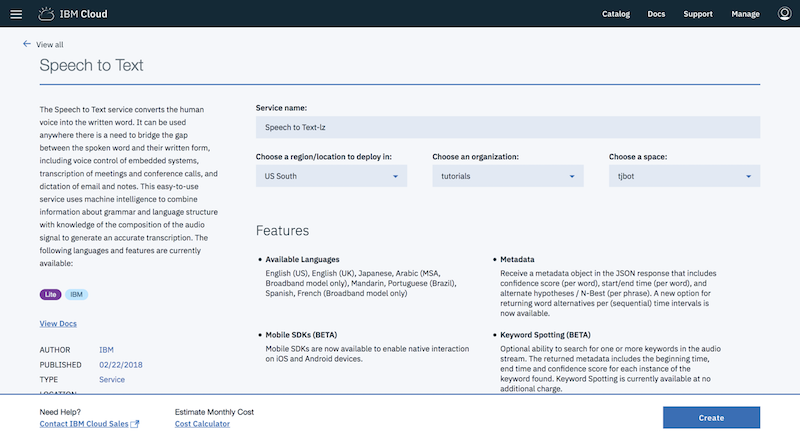 IBM Cloud
Catalog Docs Support Manage
View all
Speech to Text
The Speech to Text service converts the human
voice into the written word. It can be used
anywhere there is a need to bridge the gap
between the spoken word and their written form,
including voice control of embedded systems,
transcription of meetings and conference calls, and
dictation of email and notes. This easy-to-use
service uses machine intelligence to combine
information about grammar and language structure
with knowledge of the composition of the audio
signal to generate an accurate transcription. The
following languages and features are currently
available:
Lite IBM
View Docs
AUTHOR IBM
PUBLISHED 02/22/2018
TYPE Service
Service name:
Speech to Text-lz
Choose a region/location to deploy in: Choose an organization: Choose a space:
US South tutorials tjbot
Features
Available Languages
English (US), English (UK), Japanese, Arabic (MSA,
Broadband model only), Mandarin, Portuguese (Brazil),
Spanish, French (Broadband model only)
Metadata
Receive a metadata object in the JSON response that includes
confidence score (per word), start/end time (per word), and
alternate hypotheses / N-Best (per phrase). A new option for
returning word alternatives per (sequential) time intervals is
now available.
Mobile SDKs (BETA)
Mobile SDKs are now available to enable native interaction
on iOS and Android devices.
Keyword Spotting (BETA)
Optional ability to search for one or more keywords in the audio
stream. The returned metadata includes the beginning time,
end time and confidence score for each instance of the
keyword found. Keyword Spotting is currently available at no
additional charge.
Need Help? Estimate Monthly Cost
Contact IBM Cloud Sales Cost Calculator
Create